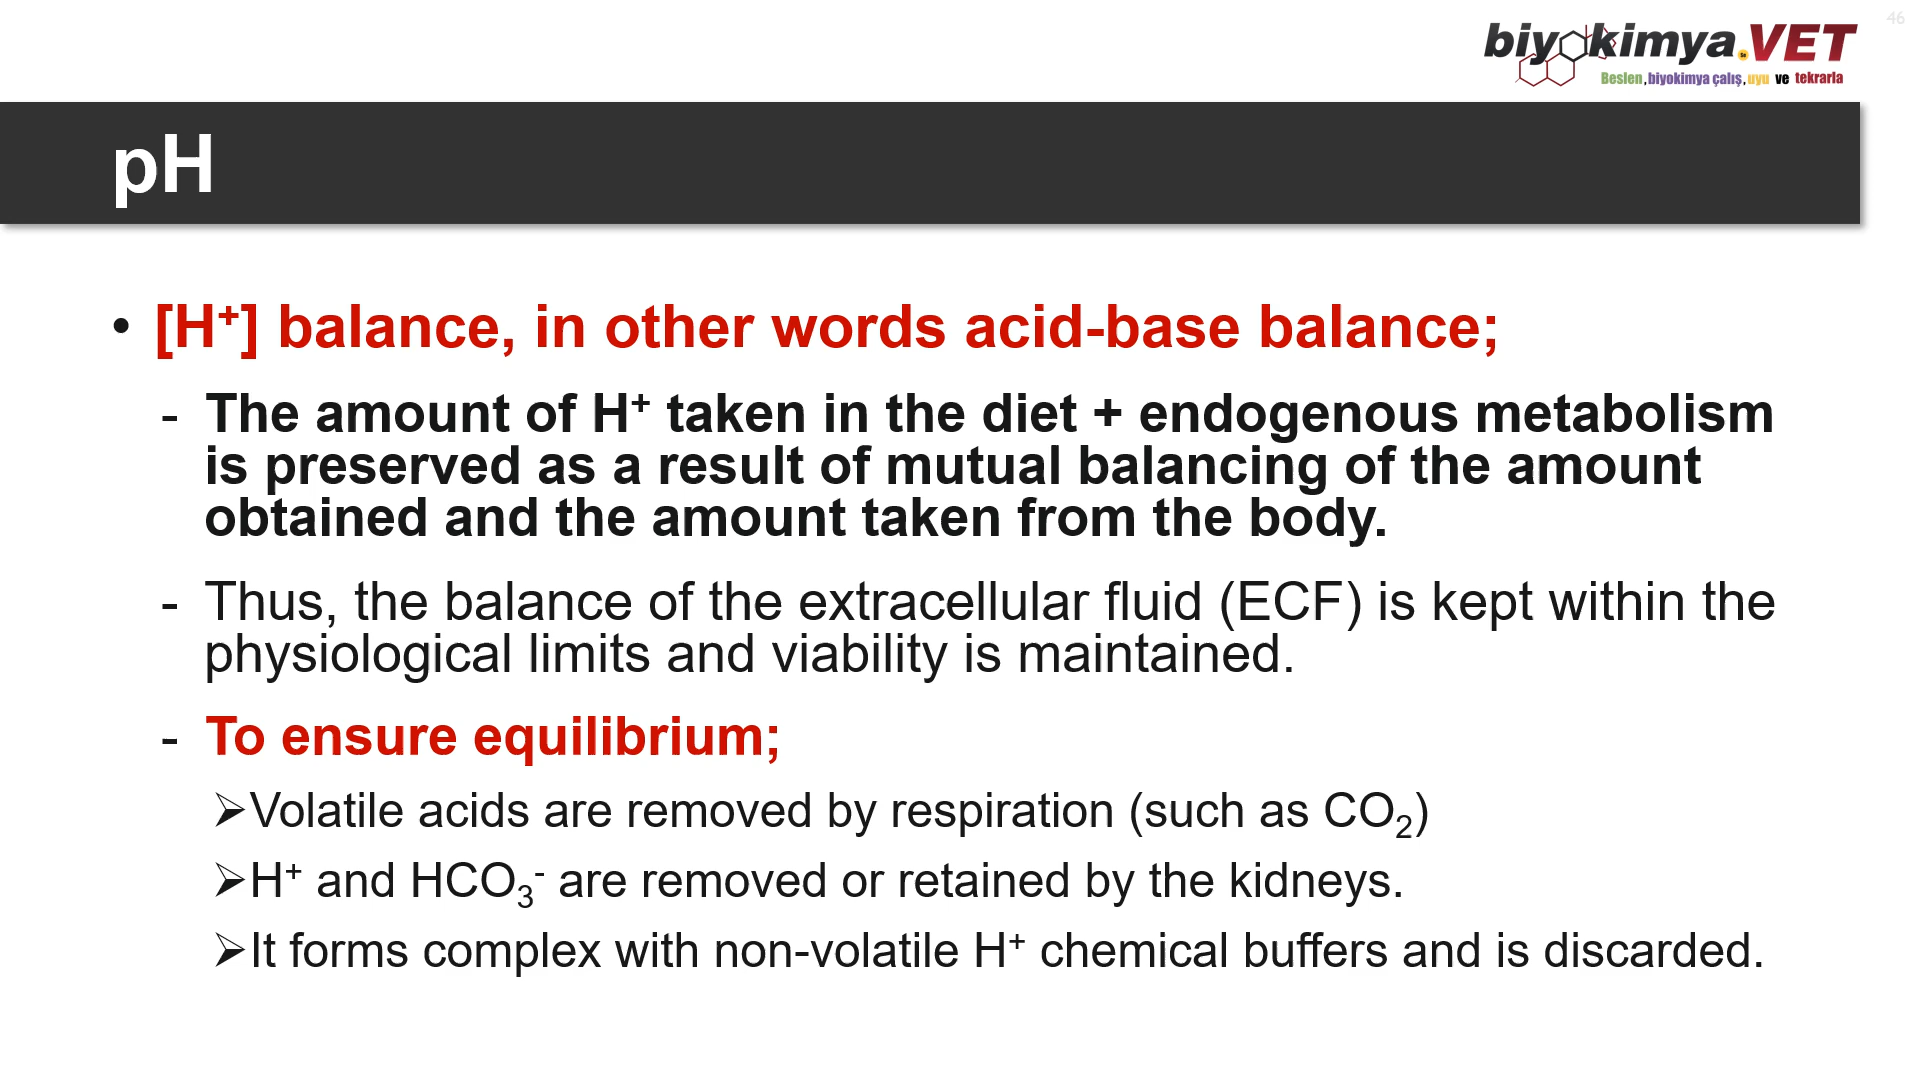 46
biyokimya.VET
Beslen, biyokimya çalış, uyu ve tekrarla
pH
• [H⁺] balance, in other words acid-base balance;
- The amount of H⁺ taken in the diet + endogenous metabolism
is preserved as a result of mutual balancing of the amount
obtained and the amount taken from the body.
- Thus, the balance of the extracellular fluid (ECF) is kept within the
physiological limits and viability is maintained.
- To ensure equilibrium;
➢Volatile acids are removed by respiration (such as CO₂)
➢H⁺ and HCO₃⁻ are removed or retained by the kidneys.
➢It forms complex with non-volatile H⁺ chemical buffers and is discarded.